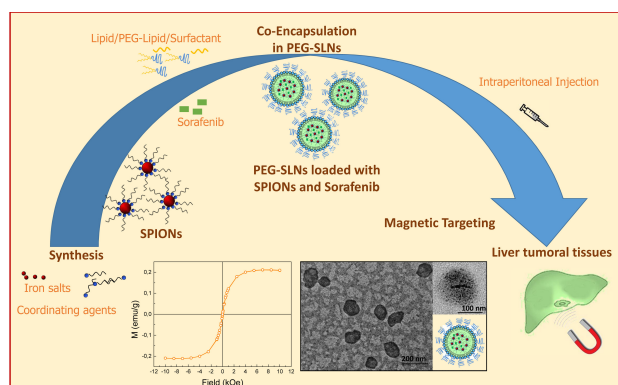 Lipid/PEG-Lipid/Surfactant
Co-Encapsulation
in PEG-SLNs
Intraperitoneal Injection
Sorafenib
PEG-SLNs loaded with
SPIONs and Sorafenib
SPIONs
Magnetic Targeting
Synthesis
Liver tumoral tissues
Iron salts
Coordinating agents
M (emu/g)
0,2
0,1
0,0
-0,1
-0,2
-10 -8 -6 -4 -2 0 2 4 6 8 10
Field (kOe)
100 nm
200 nm